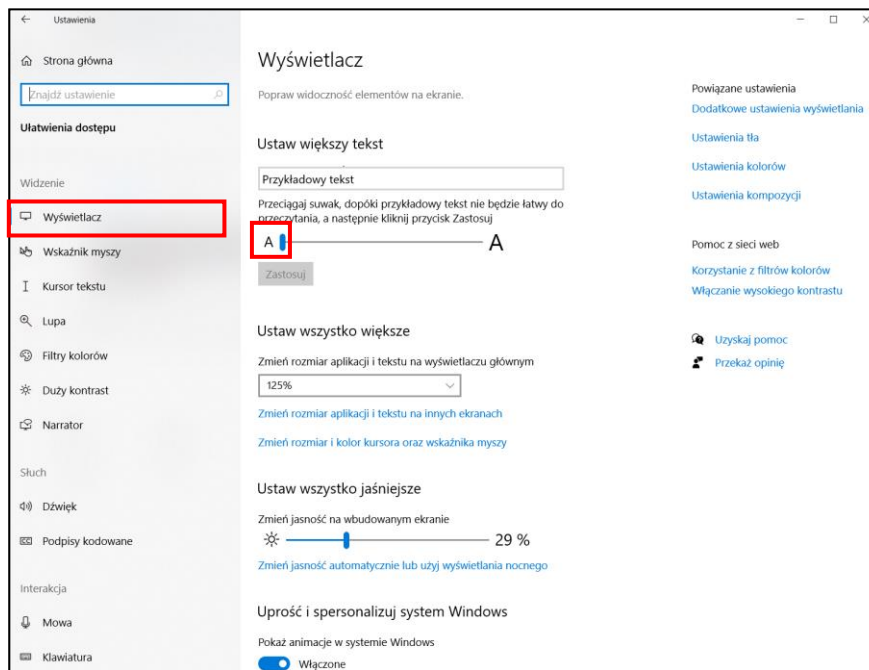 Ustawienia
Strona główna
Znajdź ustawienie
Ułatwienia dostępu
Widzenie
Wyświetlacz
Wskaźnik myszy
Kursor tekstu
Lupa
Filtry kolorów
Duży kontrast
Narrator
Słuch
Dźwięk
Podpisy kodowane
Interakcja
Mowa
Klawiatura
Wyświetlacz
Popraw widoczność elementów na ekranie.
Ustaw większy tekst
Przykładowy tekst
Przeciągaj suwak, dopóki przykładowy tekst nie będzie łatwy do
przeczytania, a następnie kliknij przycisk Zastosuj
A A
Zastosuj
Ustaw wszystko większe
Zmień rozmiar aplikacji i tekstu na wyświetlaczu głównym
125%
Zmień rozmiar aplikacji i tekstu na innych ekranach
Zmień rozmiar i kolor kursora oraz wskaźnika myszy
Ustaw wszystko jaśniejsze
Zmień jasność na wbudowanym ekranie
29 %
Zmień jasność automatycznie lub użyj wyświetlania nocnego
Uprość i spersonalizuj system Windows
Pokaż animacje w systemie Windows
Włączone
Powiązane ustawienia
Dodatkowe ustawienia wyświetlania
Ustawienia tła
Ustawienia kolorów
Ustawienia kompozycji
Pomoc z sieci web
Korzystanie z filtrów kolorów
Włączanie wysokiego kontrastu
Uzyskaj pomoc
Przekaż opinię